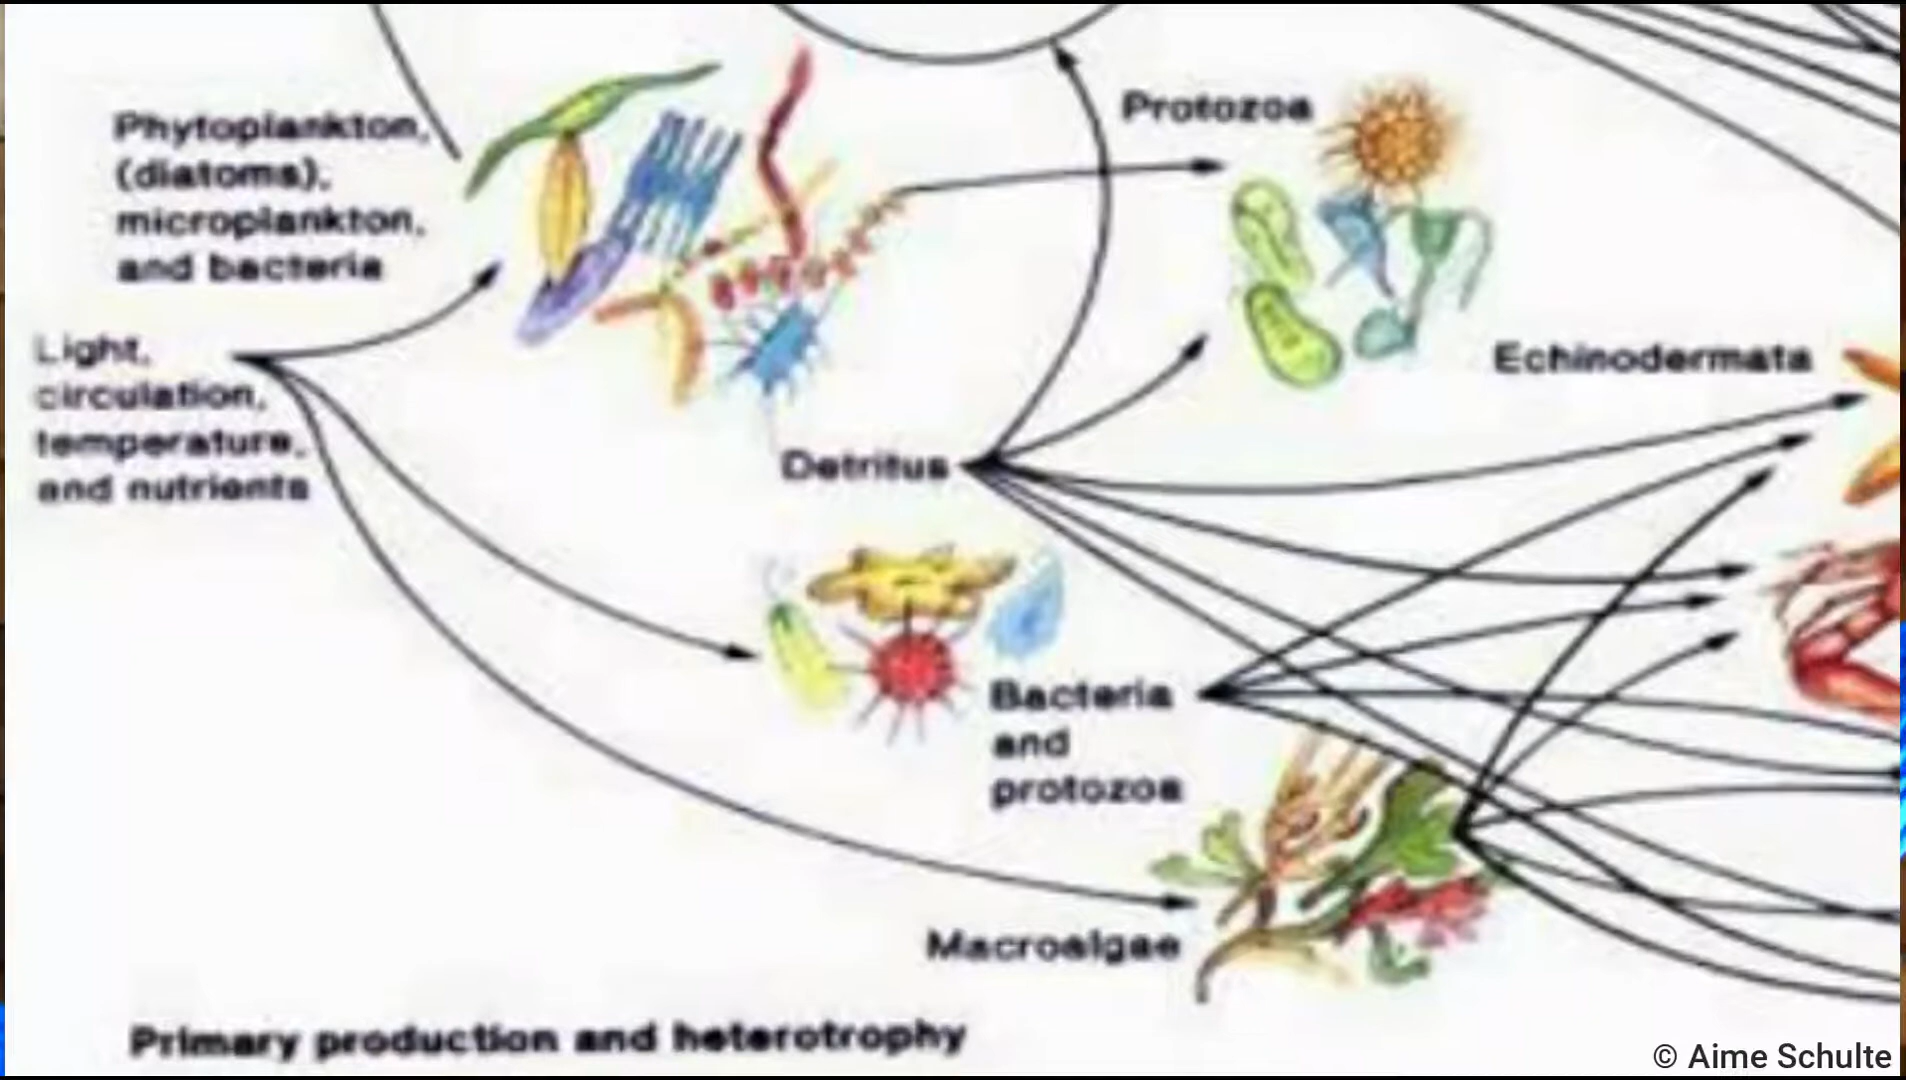 Phytoplankton,
(diatoms),
microplankton,
and bacteria
Protozoa
Light,
circulation,
temperature,
and nutrients
Echinodermata
Detritus
Bacteria
and
protozoa
Macroalgae
Primary production and heterotrophy
© Aime Schulte